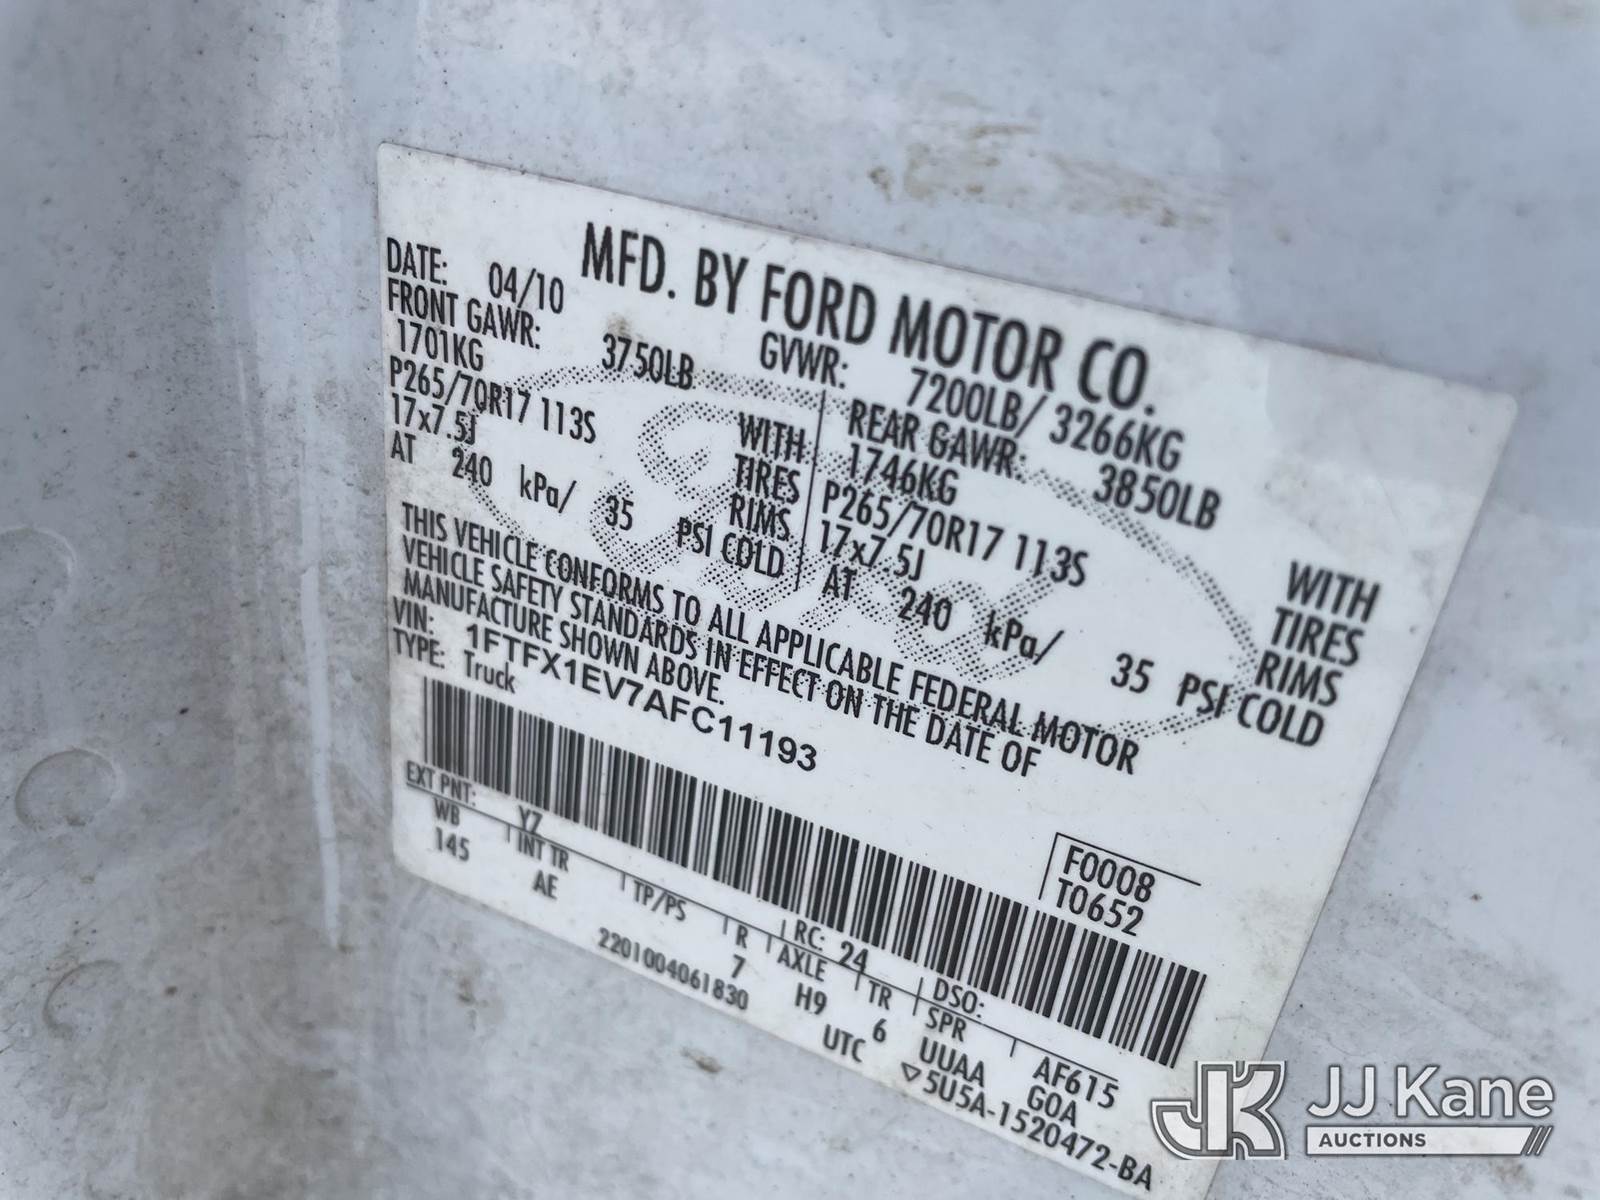 MFD. BY FORD MOTOR CO.
DATE: 04/10 GVWR: 7200LB/ 3266KG
FRONT GAWR: 3750LB REAR GAWR: 3850LB
1701KG WITH 1746KG WITH
P265/70R17 113S TIRES P265/70R17 113S TIRES
17x7.5J RIMS 17x7.5J RIMS
AT 240 kPa/ 35 PSI COLD AT 240 kPa/ 35 PSI COLD
THIS VEHICLE CONFORMS TO ALL APPLICABLE FEDERAL MOTOR
VEHICLE SAFETY STANDARDS IN EFFECT ON THE DATE OF
MANUFACTURE SHOWN ABOVE.
VIN: 1FTFX1EV7AFC11193
TYPE: Truck
F0008
T0652
EXT PNT: YZ RC: 24 DSO: AF615
WB INT TR TP/PS R AXLE TR SPR
145 AE 7 H9 6 UUAA GOA
2201004061830 UTC ▽5U5A-1520472-BA
JK JJ Kane
AUCTIONS